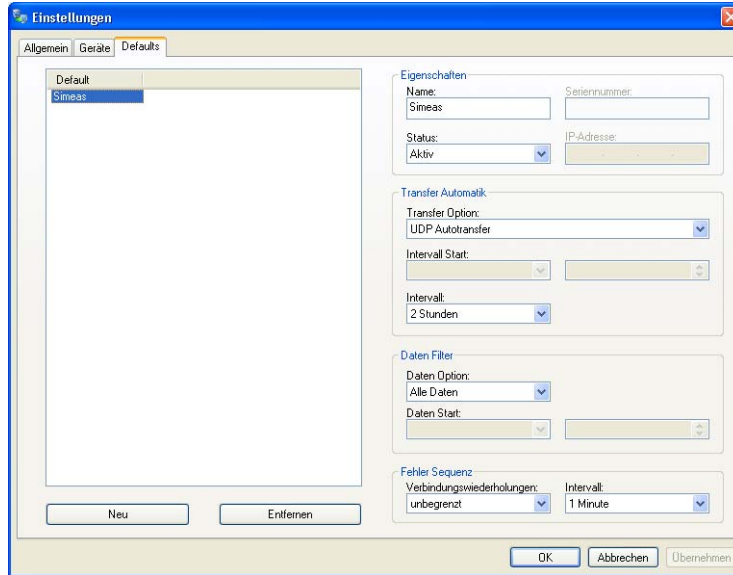 Einstellungen
Allgemein Geräte Defaults
Default
Simeas
Neu Entfernen
Eigenschaften
Name: Seriennummer:
Simeas
Status: IP-Adresse:
Aktiv . . .
Transfer Automatik
Transfer Option:
UDP Autotransfer
Intervall Start:
Intervall:
2 Stunden
Daten Filter
Daten Option:
Alle Daten
Daten Start:
Fehler Sequenz
Verbindungswiederholungen: Intervall:
unbegrenzt 1 Minute
OK Abbrechen Übernehmen